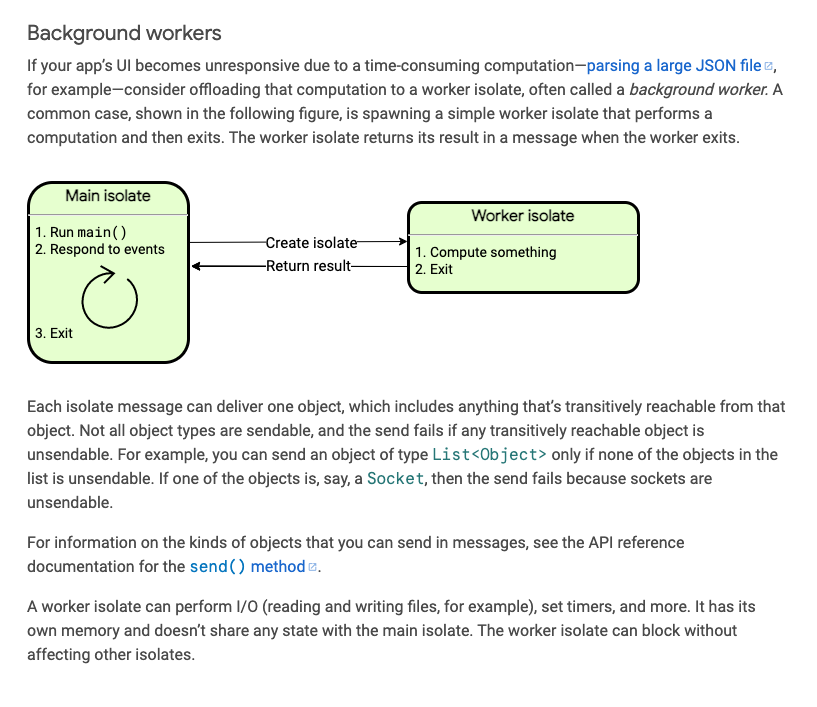 Background workers
If your app's UI becomes unresponsive due to a time-consuming computation—parsing a large JSON file,
for example—consider offloading that computation to a worker isolate, often called a background worker. A
common case, shown in the following figure, is spawning a simple worker isolate that performs a
computation and then exits. The worker isolate returns its result in a message when the worker exits.
Main isolate
1. Run main()
2. Respond to events
3. Exit
Create isolate
Return result
Worker isolate
1. Compute something
2. Exit
Each isolate message can deliver one object, which includes anything that's transitively reachable from that
object. Not all object types are sendable, and the send fails if any transitively reachable object is
unsendable. For example, you can send an object of type List<Object> only if none of the objects in the
list is unsendable. If one of the objects is, say, a Socket, then the send fails because sockets are
unsendable.
For information on the kinds of objects that you can send in messages, see the API reference
documentation for the send() method.
A worker isolate can perform I/O (reading and writing files, for example), set timers, and more. It has its
own memory and doesn't share any state with the main isolate. The worker isolate can block without
affecting other isolates.